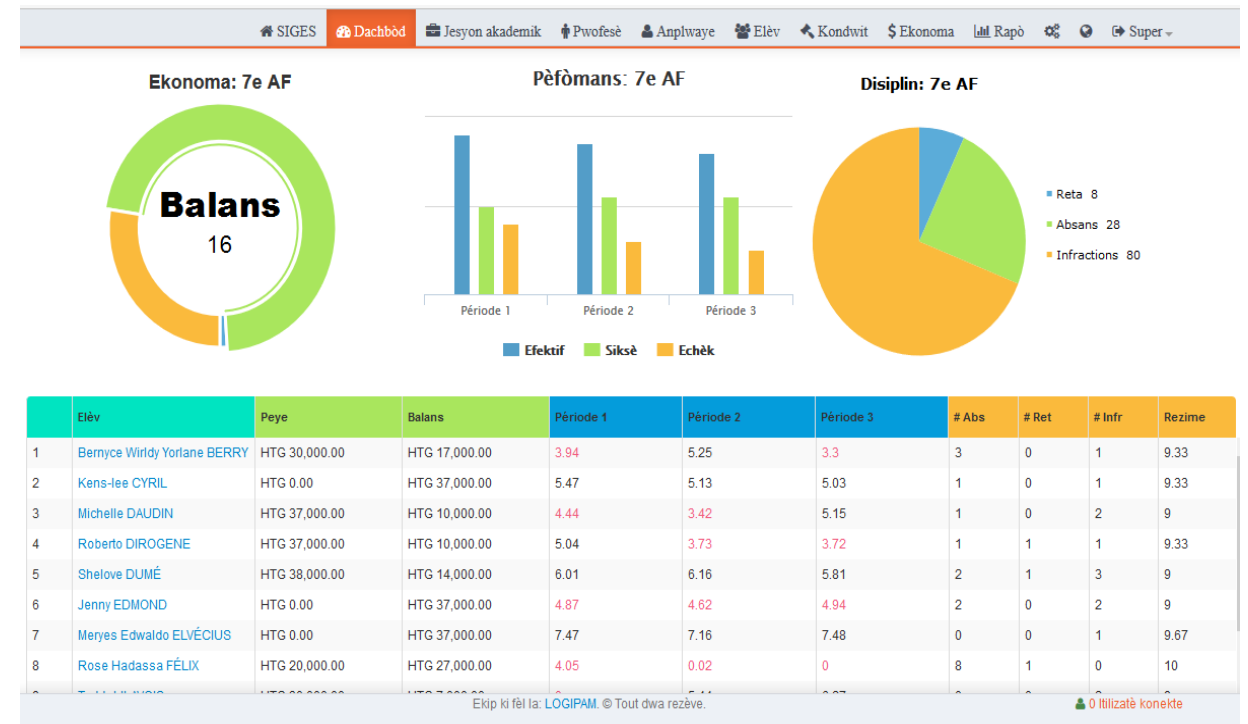 SIGES Dachbòd Jesyon akademik Pwofesè Anplwaye Elèv Kondwit $ Ekonoma Rapò Super
Ekonoma: 7e AF
Balans
16
Pèfòmans: 7e AF
Période 1 Période 2 Période 3
Efektif Siksè Echèk
Disiplin: 7e AF
Reta 8
Absans 28
Infractions 80
Elèv Peye Balans Période 1 Pèriode 2 Période 3 # Abs # Ret # Infr Rezime
1 Bernyce Wirldy Yorlane BERRY HTG 30,000.00 HTG 17,000.00 3.94 5.25 3.3 3 0 1 9.33
2 Kens-lee CYRIL HTG 0.00 HTG 37,000.00 5.47 5.13 5.03 1 0 1 9.33
3 Michelle DAUDIN HTG 37,000.00 HTG 10,000.00 4.44 3.42 5.15 1 0 2 9
4 Roberto DIROGENE HTG 37,000.00 HTG 10,000.00 5.04 3.73 3.72 1 1 1 9.33
5 Shelove DUMÉ HTG 38,000.00 HTG 14,000.00 6.01 6.16 5.81 2 1 3 9
6 Jenny EDMOND HTG 0.00 HTG 37,000.00 4.87 4.62 4.94 2 0 2 9
7 Meryes Edwaldo ELVÉCIUS HTG 0.00 HTG 37,000.00 7.47 7.16 7.48 0 0 1 9.67
8 Rose Hadassa FÉLIX HTG 20,000.00 HTG 27,000.00 4.05 0.02 0 8 1 0 10
Ekip ki fèl la: LOGIPAM. © Tout dwa rezève. 0 Itilizatè konekte